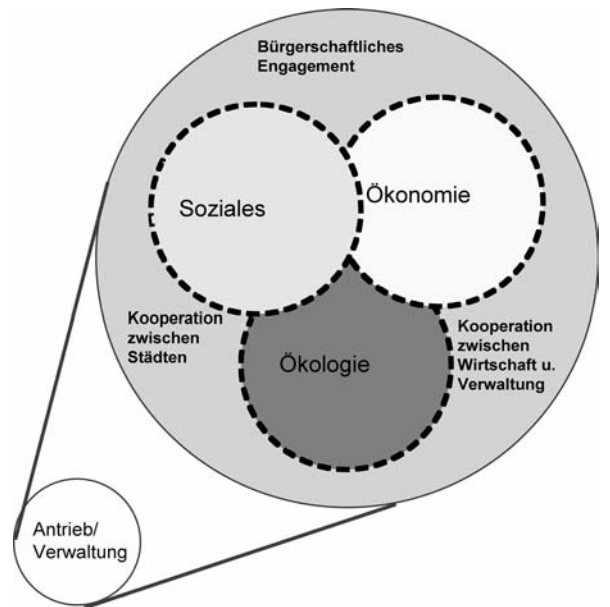 Bürgerschaftliches
Engagement
Soziales
Ökonomie
Kooperation
zwischen
Städten
Kooperation
zwischen
Wirtschaft u.
Verwaltung
Ökologie
Antrieb/
Verwaltung